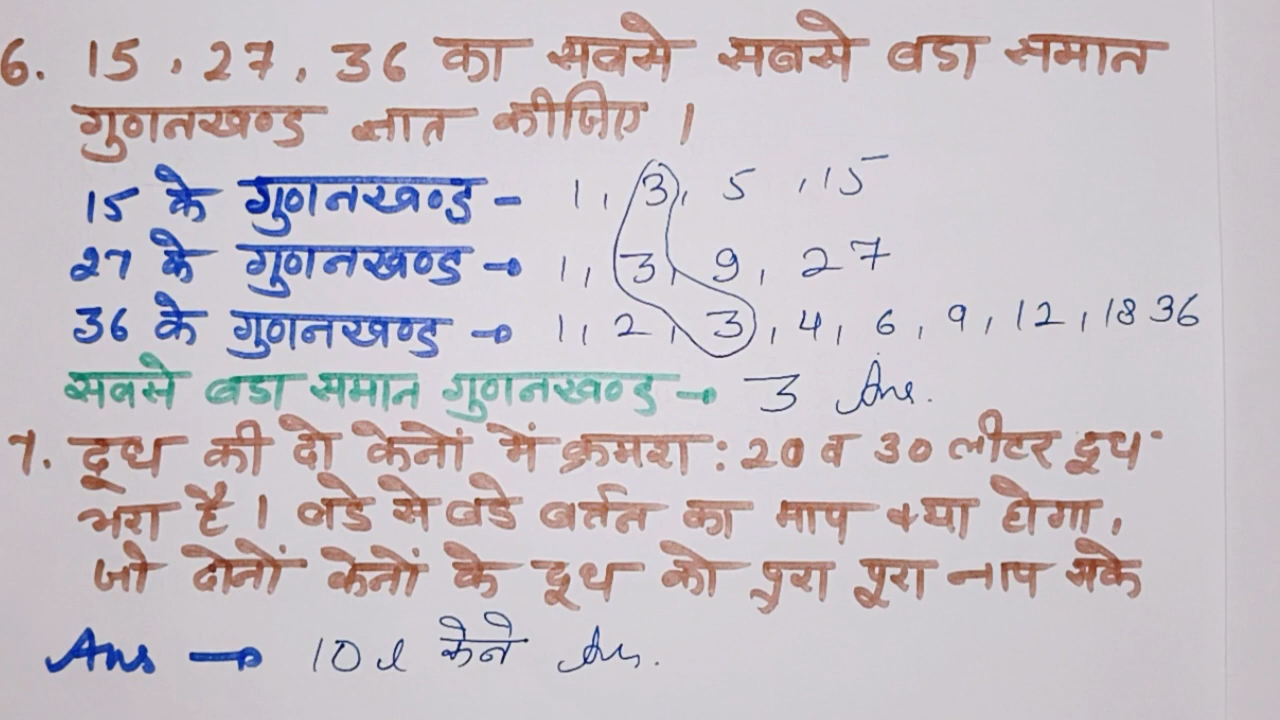 6. 15, 27, 36 का सबसे सबसे बडा समान
गुणनखण्ड ज्ञात कीजिए ।
15 के गुणनखण्ड - 1, 3, 5, 15
27 के गुणनखण्ड → 1, 3, 9, 27
36 के गुणनखण्ड → 1, 2, 3, 4, 6, 9, 12, 18 36
सबसे बडा समान गुणनखण्ड → 3 Ans.
7. दूध की दो केनों में क्रमश: 20 व 30 लीटर दूध
भरा है । बडे से बडे बर्तन का माप क्या होगा,
जो दोनों केनों के दूध को पुरा पूरा नाप सके
Ans → 10 l केने Ans.